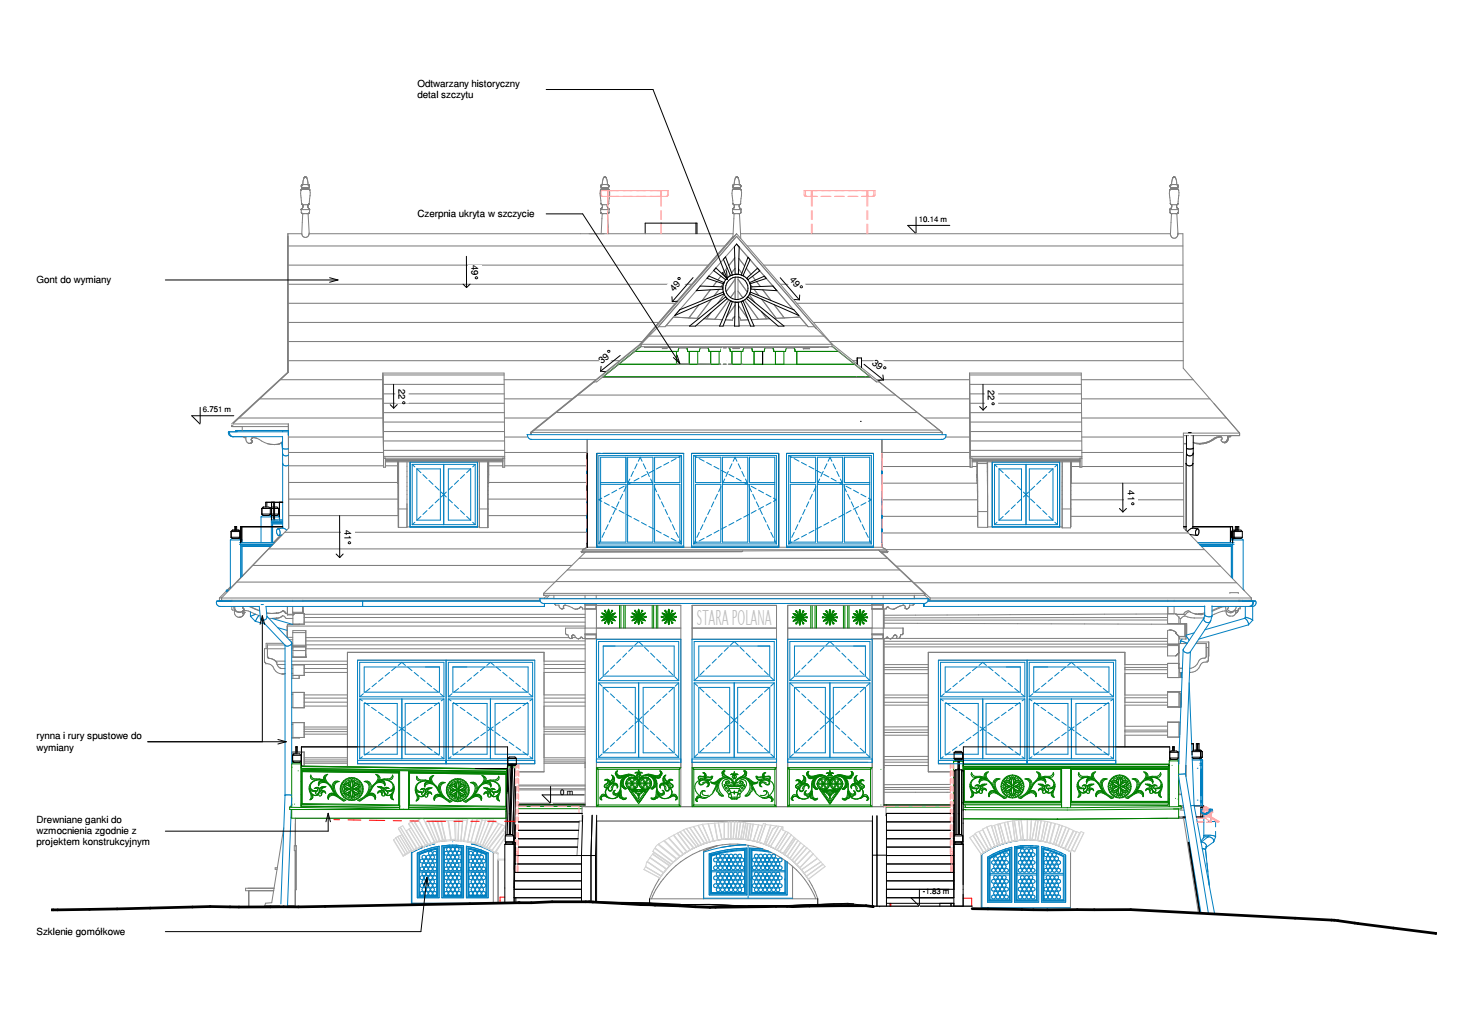 Odtwarzany historyczny
detal szczytu
Czerpnia ukryta w szczycie
10.14 m
Gont do wymiany
49°
49°
49°
39°
39°
22°
22°
6.751 m
41°
41°
STARA POLANA
rynna i rury spustowe do
wymiany
0 m
Drewniane ganki do
wzmocnienia zgodnie z
projektem konstrukcyjnym
-1.83 m
Szklenie gomółkowe